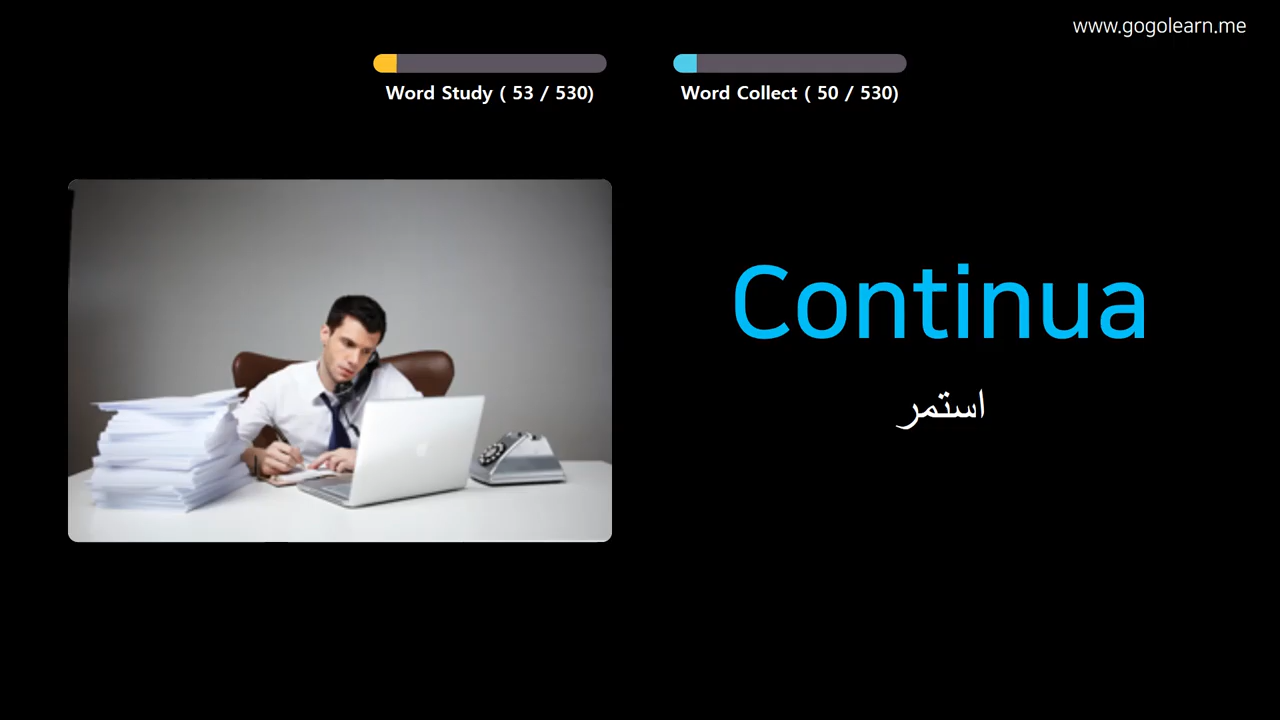 www.gogolearn.me
Word Study ( 53 / 530)
Word Collect ( 50 / 530)
Continua
استمر